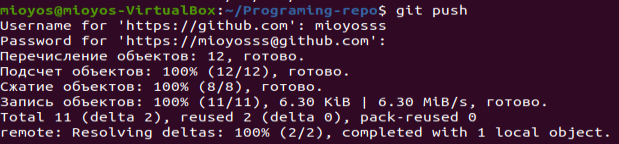 mioyos@mioyos-VirtualBox:~/Programing-repo$ git push
Username for 'https://github.com': mioyosss
Password for 'https://mioyosss@github.com':
Перечисление объектов: 12, готово.
Подсчет объектов: 100% (12/12), готово.
Сжатие объектов: 100% (8/8), готово.
Запись объектов: 100% (11/11), 6.30 KiB | 6.30 MiB/s, готово.
Total 11 (delta 2), reused 2 (delta 0), pack-reused 0
remote: Resolving deltas: 100% (2/2), completed with 1 local object.